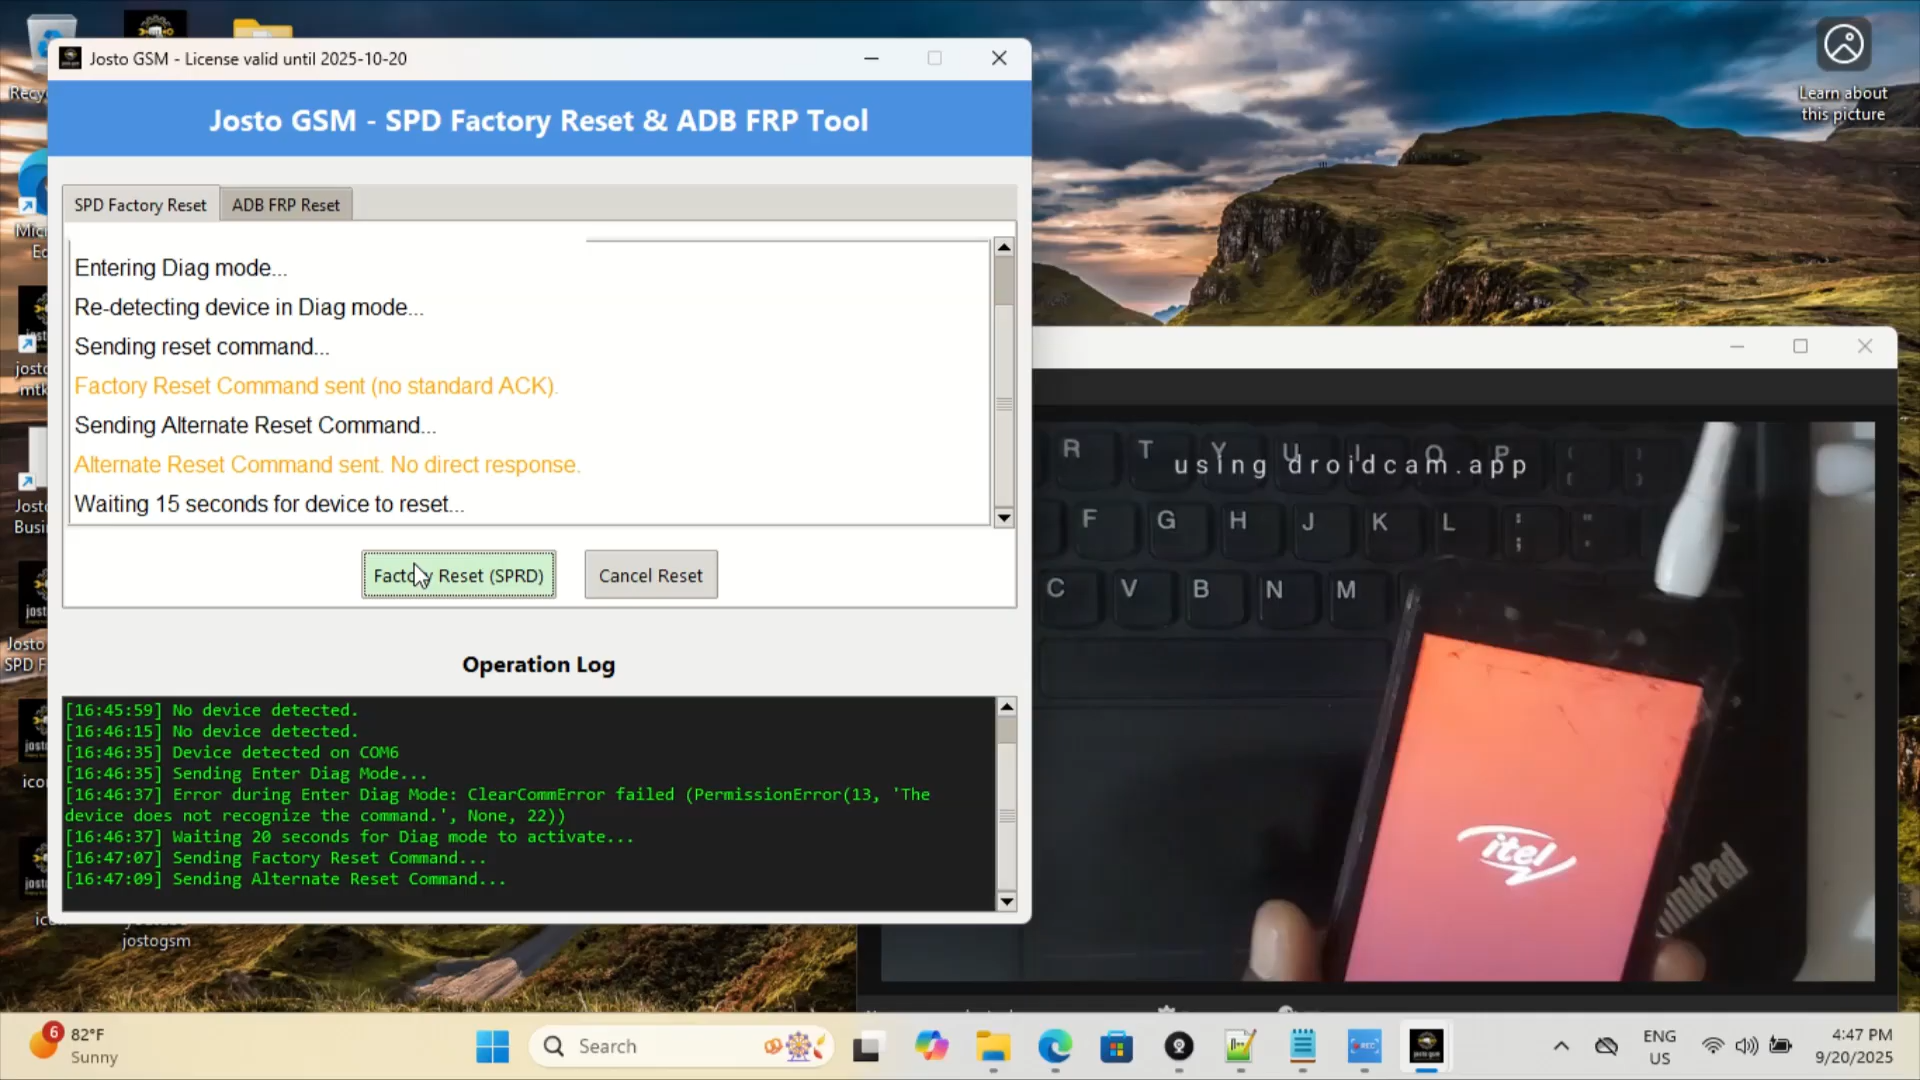 Josto GSM - License valid until 2025-10-20
Josto GSM - SPD Factory Reset & ADB FRP Tool
SPD Factory Reset
ADB FRP Reset
Entering Diag mode...
Re-detecting device in Diag mode...
Sending reset command...
Factory Reset Command sent (no standard ACK).
Sending Alternate Reset Command...
Alternate Reset Command sent. No direct response.
Waiting 15 seconds for device to reset...
Factory Reset (SPRD)
Cancel Reset
Operation Log
[16:45:59] No device detected.
[16:46:15] No device detected.
[16:46:35] Device detected on COM6
[16:46:35] Sending Enter Diag Mode...
[16:46:37] Error during Enter Diag Mode: ClearCommError failed (PermissionError(13, 'The
device does not recognize the command.', None, 22))
[16:46:37] Waiting 20 seconds for Diag mode to activate...
[16:47:07] Sending Factory Reset Command...
[16:47:09] Sending Alternate Reset Command...
jostogsm
Learn about
this picture
R T Y U I O P
using droidcam.app
F G H J K L
C V B N M
itel
6
82°F
Sunny
Search
REC
josto gsm
ENG
US
4:47 PM
9/20/2025